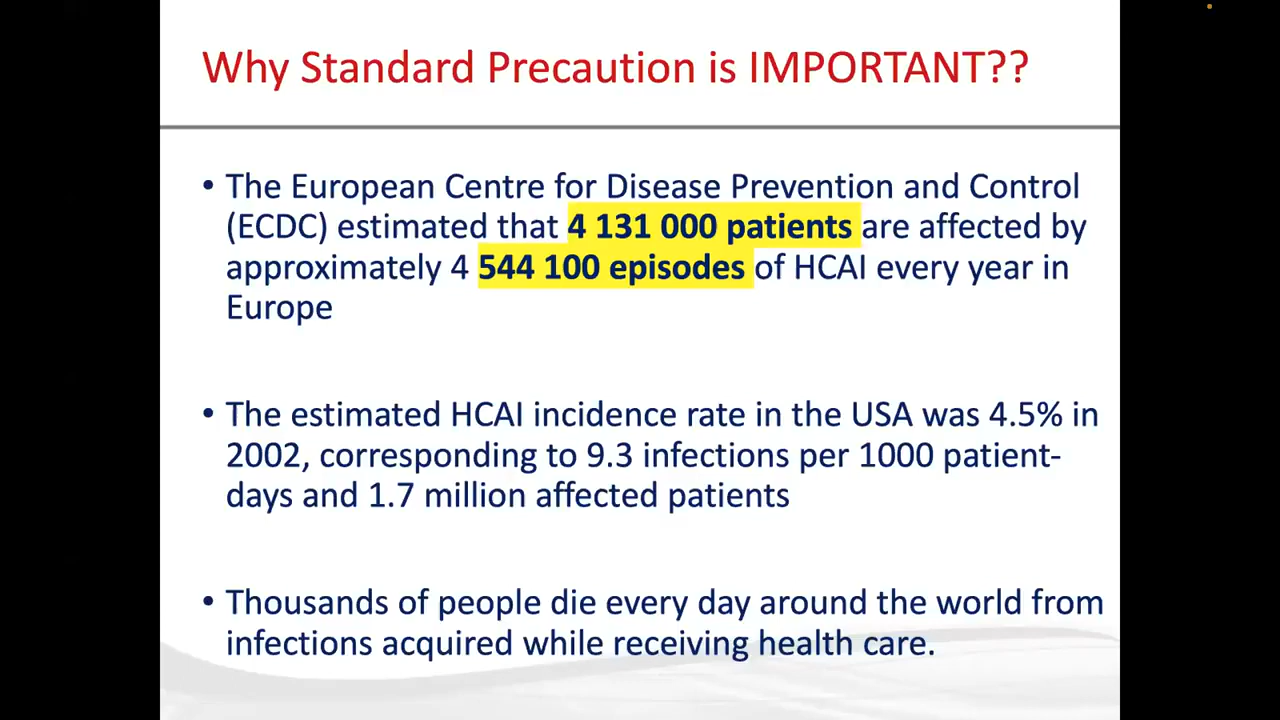 Why Standard Precaution is IMPORTANT??
• The European Centre for Disease Prevention and Control
(ECDC) estimated that 4 131 000 patients are affected by
approximately 4 544 100 episodes of HCAI every year in
Europe
• The estimated HCAI incidence rate in the USA was 4.5% in
2002, corresponding to 9.3 infections per 1000 patient-
days and 1.7 million affected patients
• Thousands of people die every day around the world from
infections acquired while receiving health care.